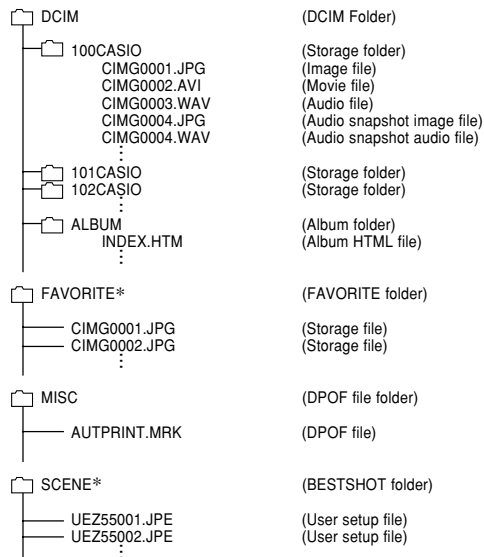 DCIM (DCIM Folder)
100CASIO (Storage folder)
CIMG0001.JPG (Image file)
CIMG0002.AVI (Movie file)
CIMG0003.WAV (Audio file)
CIMG0004.JPG (Audio snapshot image file)
CIMG0004.WAV (Audio snapshot audio file)
101CASIO (Storage folder)
102CASIO (Storage folder)
ALBUM (Album folder)
INDEX.HTM (Album HTML file)
FAVORITE* (FAVORITE folder)
CIMG0001.JPG (Storage file)
CIMG0002.JPG (Storage file)
MISC (DPOF file folder)
AUTPRINT.MRK (DPOF file)
SCENE* (BESTSHOT folder)
UEZ55001.JPE (User setup file)
UEZ55002.JPE (User setup file)